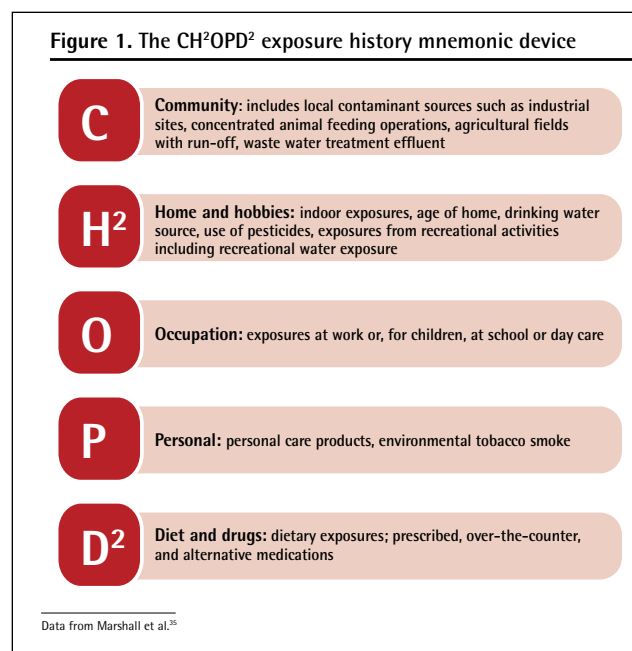 Figure 1. The CH²OPD² exposure history mnemonic device
C
Community: includes local contaminant sources such as industrial
sites, concentrated animal feeding operations, agricultural fields
with run-off, waste water treatment effluent
H²
Home and hobbies: indoor exposures, age of home, drinking water
source, use of pesticides, exposures from recreational activities
including recreational water exposure
O
Occupation: exposures at work or, for children, at school or day care
P
Personal: personal care products, environmental tobacco smoke
D²
Diet and drugs: dietary exposures; prescribed, over-the-counter,
and alternative medications
Data from Marshall et al.³⁵